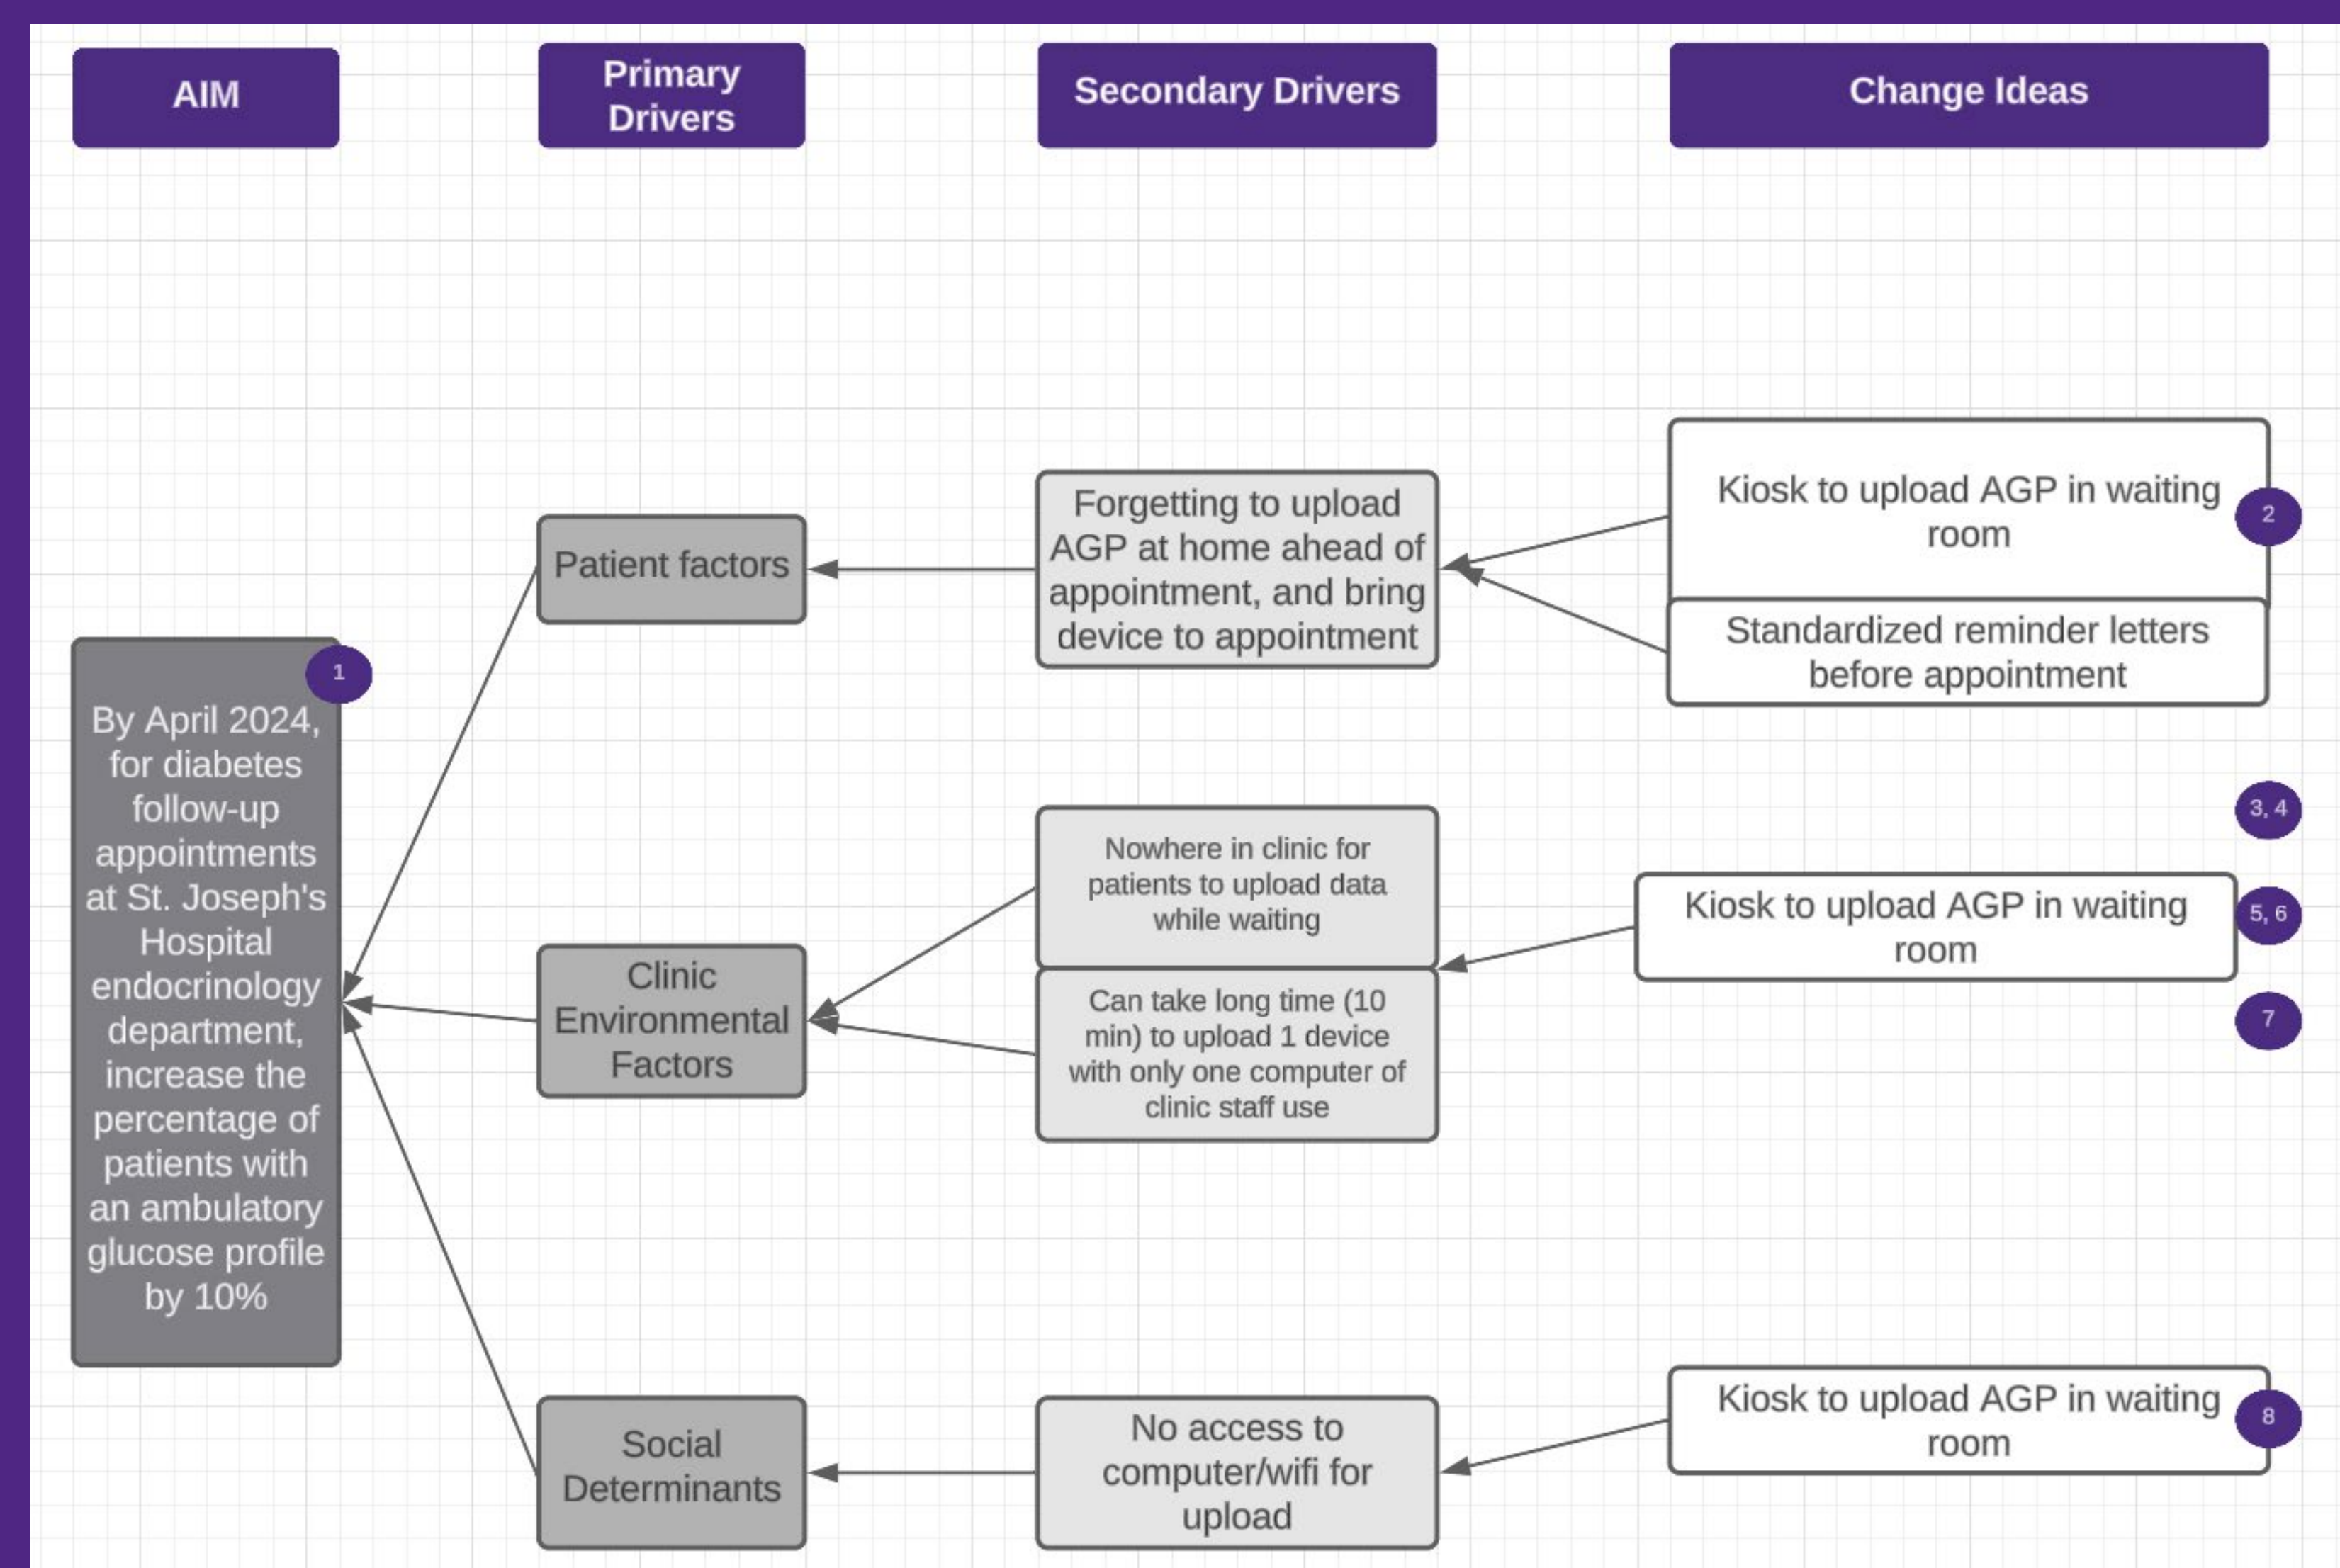 AIM
Primary
Drivers
Secondary Drivers
Change Ideas
By April 2024,
for diabetes
follow-up
appointments
at St. Joseph's
Hospital
endocrinology
department,
increase the
percentage of
patients with
an ambulatory
glucose profile
by 10%
1
Patient factors
Forgetting to upload
AGP at home ahead of
appointment, and bring
device to appointment
Kiosk to upload AGP in waiting
room
2
Standardized reminder letters
before appointment
Clinic
Environmental
Factors
Nowhere in clinic for
patients to upload data
while waiting
Can take long time (10
min) to upload 1 device
with only one computer of
clinic staff use
3, 4
Kiosk to upload AGP in waiting
room
5, 6
7
Social
Determinants
No access to
computer/wifi for
upload
Kiosk to upload AGP in waiting
room
8